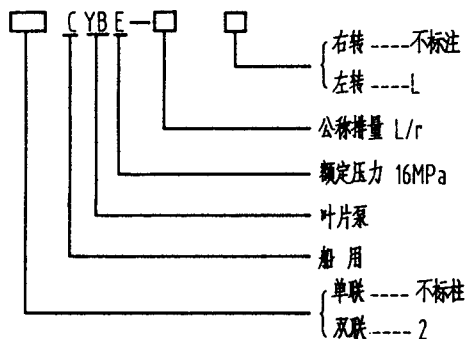 CYBE-
右转----不标注
左转----L
公称排量 L/r
额定压力 16MPa
叶片泵
船 用
单联---- 不标柱
双联---- 2